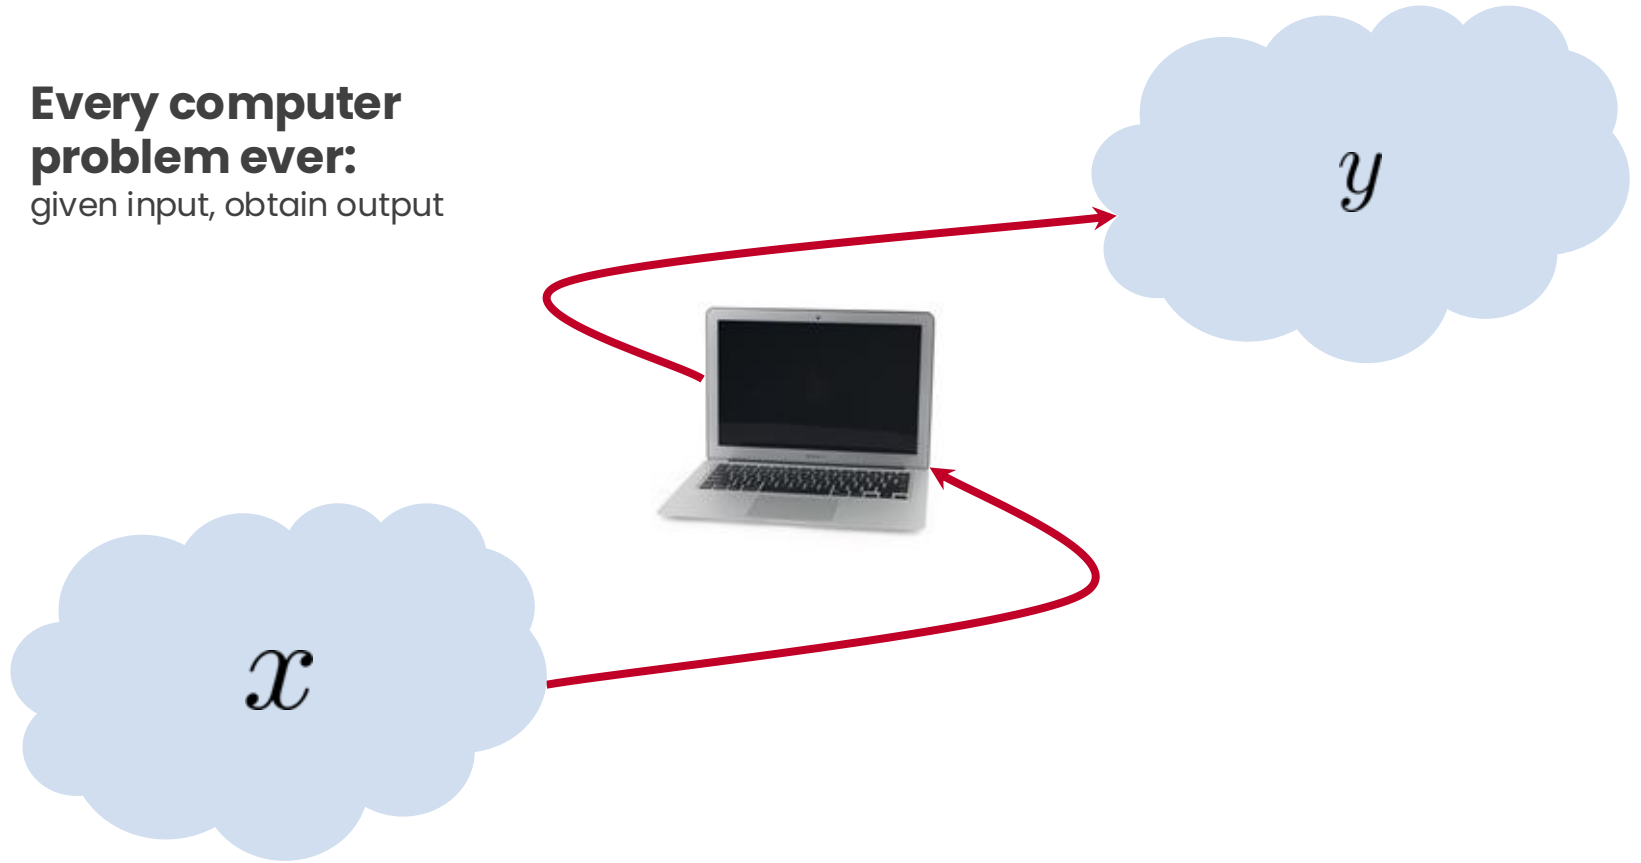 Every computer
problem ever:
given input, obtain output
y
x